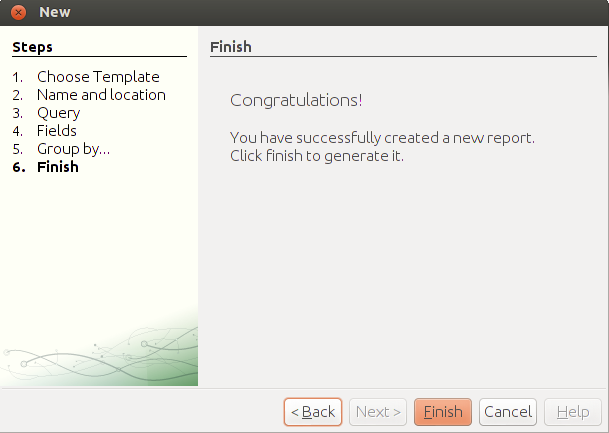 New
Steps
1. Choose Template
2. Name and location
3. Query
4. Fields
5. Group by...
6. Finish
Finish
Congratulations!
You have successfully created a new report.
Click finish to generate it.
< Back
Next >
Finish
Cancel
Help